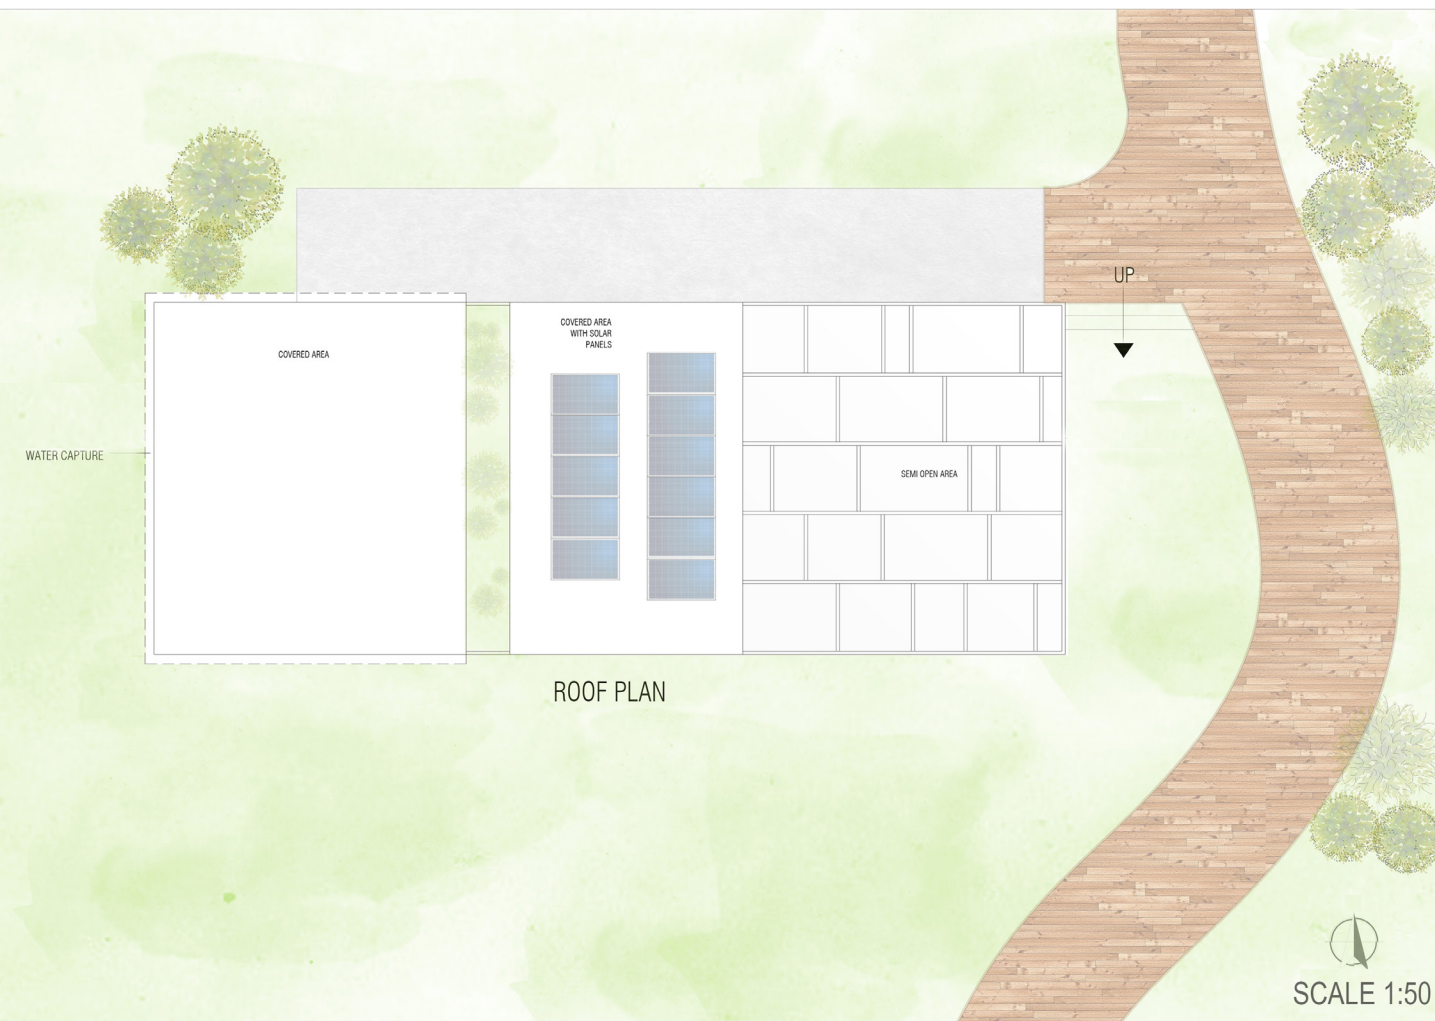 UP
COVERED AREA
WITH SOLAR
PANELS
COVERED AREA
WATER CAPTURE
SEMI OPEN AREA
ROOF PLAN
SCALE 1:50